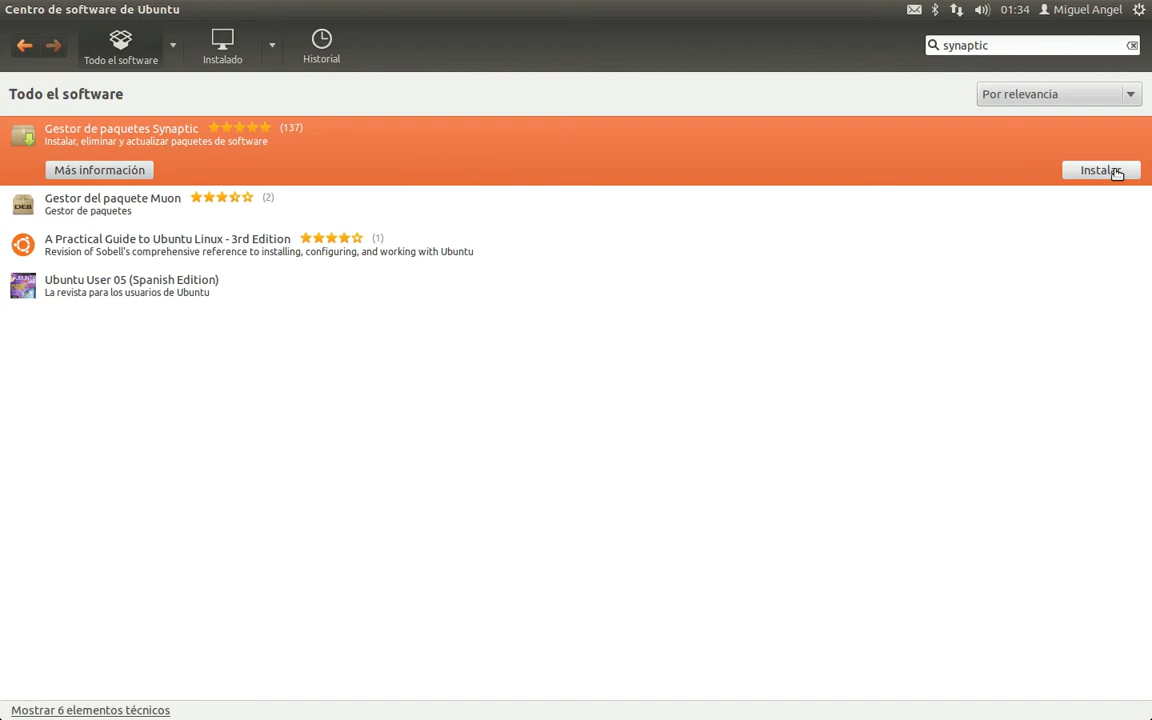 Centro de software de Ubuntu
01:34 Miguel Angel
Todo el software
Instalado
Historial
synaptic
Todo el software
Por relevancia
Gestor de paquetes Synaptic (137)
Instalar, eliminar y actualizar paquetes de software
Más información
Instalar
Gestor del paquete Muon (2)
Gestor de paquetes
DEB
A Practical Guide to Ubuntu Linux - 3rd Edition (1)
Revision of Sobell's comprehensive reference to installing, configuring, and working with Ubuntu
Ubuntu User 05 (Spanish Edition)
La revista para los usuarios de Ubuntu
Mostrar 6 elementos técnicos